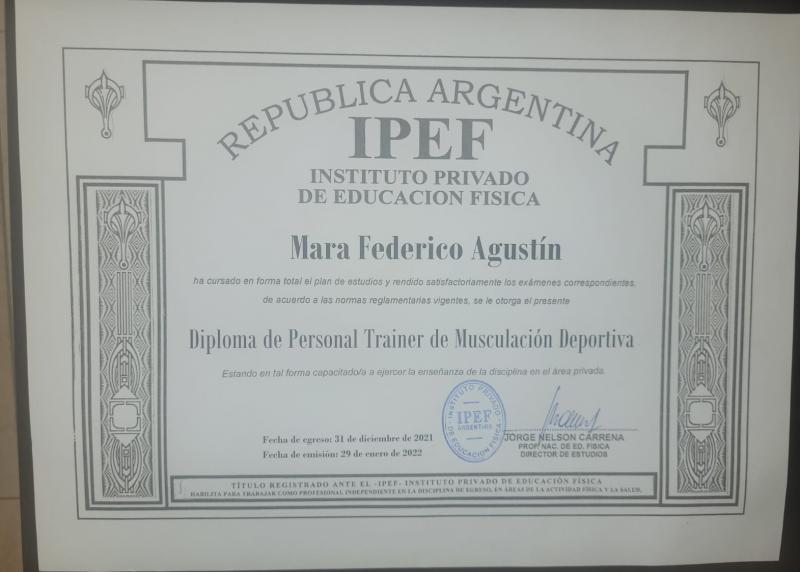 REPUBLICA ARGENTINA
IPEF
INSTITUTO PRIVADO
DE EDUCACION FISICA
Mara Federico Agustín
ha cursado en forma total el plan de estudios y rendido satisfactoriamente los exámenes correspondientes,
de acuerdo a las normas reglamentarias vigentes, se le otorga el presente
Diploma de Personal Trainer de Musculación Deportiva
Estando en tal forma capacitado/a a ejercer la enseñanza de la disciplina en el área privada.
INSTITUTO PRIVADO
IPEF
ARGENTINA
DE EDUCACION FISICA
Fecha de egreso: 31 de diciembre de 2021
Fecha de emisión: 29 de enero de 2022
JORGE NELSON CARRENA
PROF. NAC. DE ED. FISICA
DIRECTOR DE ESTUDIOS
TÍTULO REGISTRADO ANTE EL -IPEF- INSTITUTO PRIVADO DE EDUCACIÓN FÍSICA
HABILITA PARA TRABAJAR COMO PROFESIONAL INDEPENDIENTE EN LA DISCIPLINA DE EGRESO, EN ÁREAS DE LA ACTIVIDAD FÍSICA Y LA SALUD.